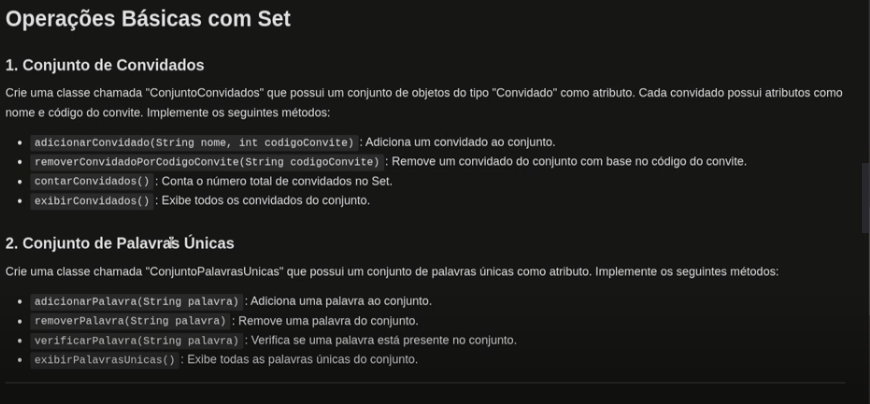 Operações Básicas com Set
1. Conjunto de Convidados
Crie uma classe chamada "ConjuntoConvidados" que possui um conjunto de objetos do tipo "Convidado" como atributo. Cada convidado possui atributos como
nome e código do convite. Implemente os seguintes métodos:
• adicionarConvidado(String nome, int codigoConvite) : Adiciona um convidado ao conjunto.
• removerConvidadoPorCodigoConvite(String codigoConvite) : Remove um convidado do conjunto com base no código do convite.
• contarConvidados() : Conta o número total de convidados no Set.
• exibirConvidados() : Exibe todos os convidados do conjunto.
2. Conjunto de Palavras Únicas
Crie uma classe chamada "ConjuntoPalavrasUnicas" que possui um conjunto de palavras únicas como atributo. Implemente os seguintes métodos:
• adicionarPalavra(String palavra) : Adiciona uma palavra ao conjunto.
• removerPalavra(String palavra) : Remove uma palavra do conjunto.
• verificarPalavra(String palavra) : Verifica se uma palavra está presente no conjunto.
• exibirPalavrasUnicas() : Exibe todas as palavras únicas do conjunto.